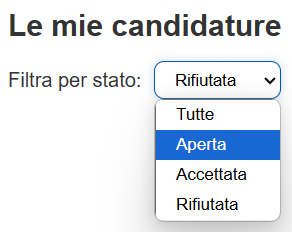 Le mie candidature
Filtra per stato: Rifiutata
Tutte
Aperta
Accettata
Rifiutata